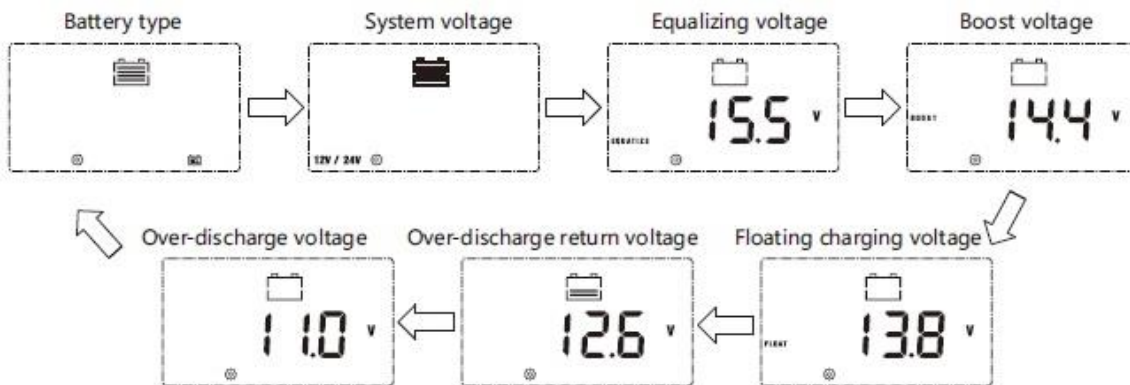 Battery type
System voltage
Equalizing voltage
Boost voltage
12V / 24V
15.5 V
BOOST
14.4 V
Over-discharge voltage
Over-discharge return voltage
Floating charging voltage
11.0 V
12.6 V
FLOAT
13.8 V